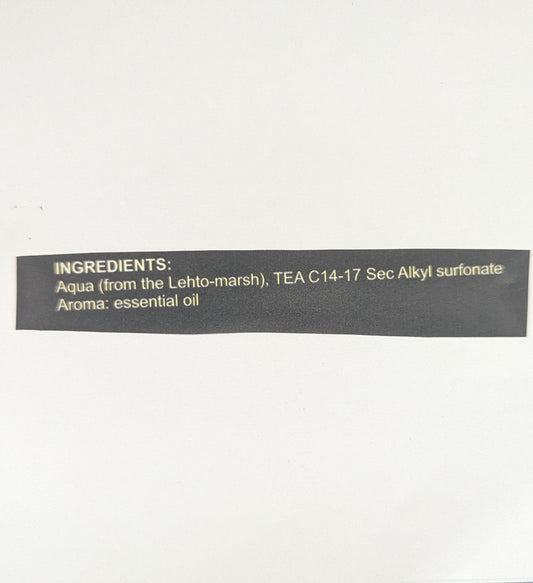 INGREDIENTS:
Aqua (from the Lehto-marsh), TEA C14-17 Sec Alkyl surfonate
Aroma: essential oil